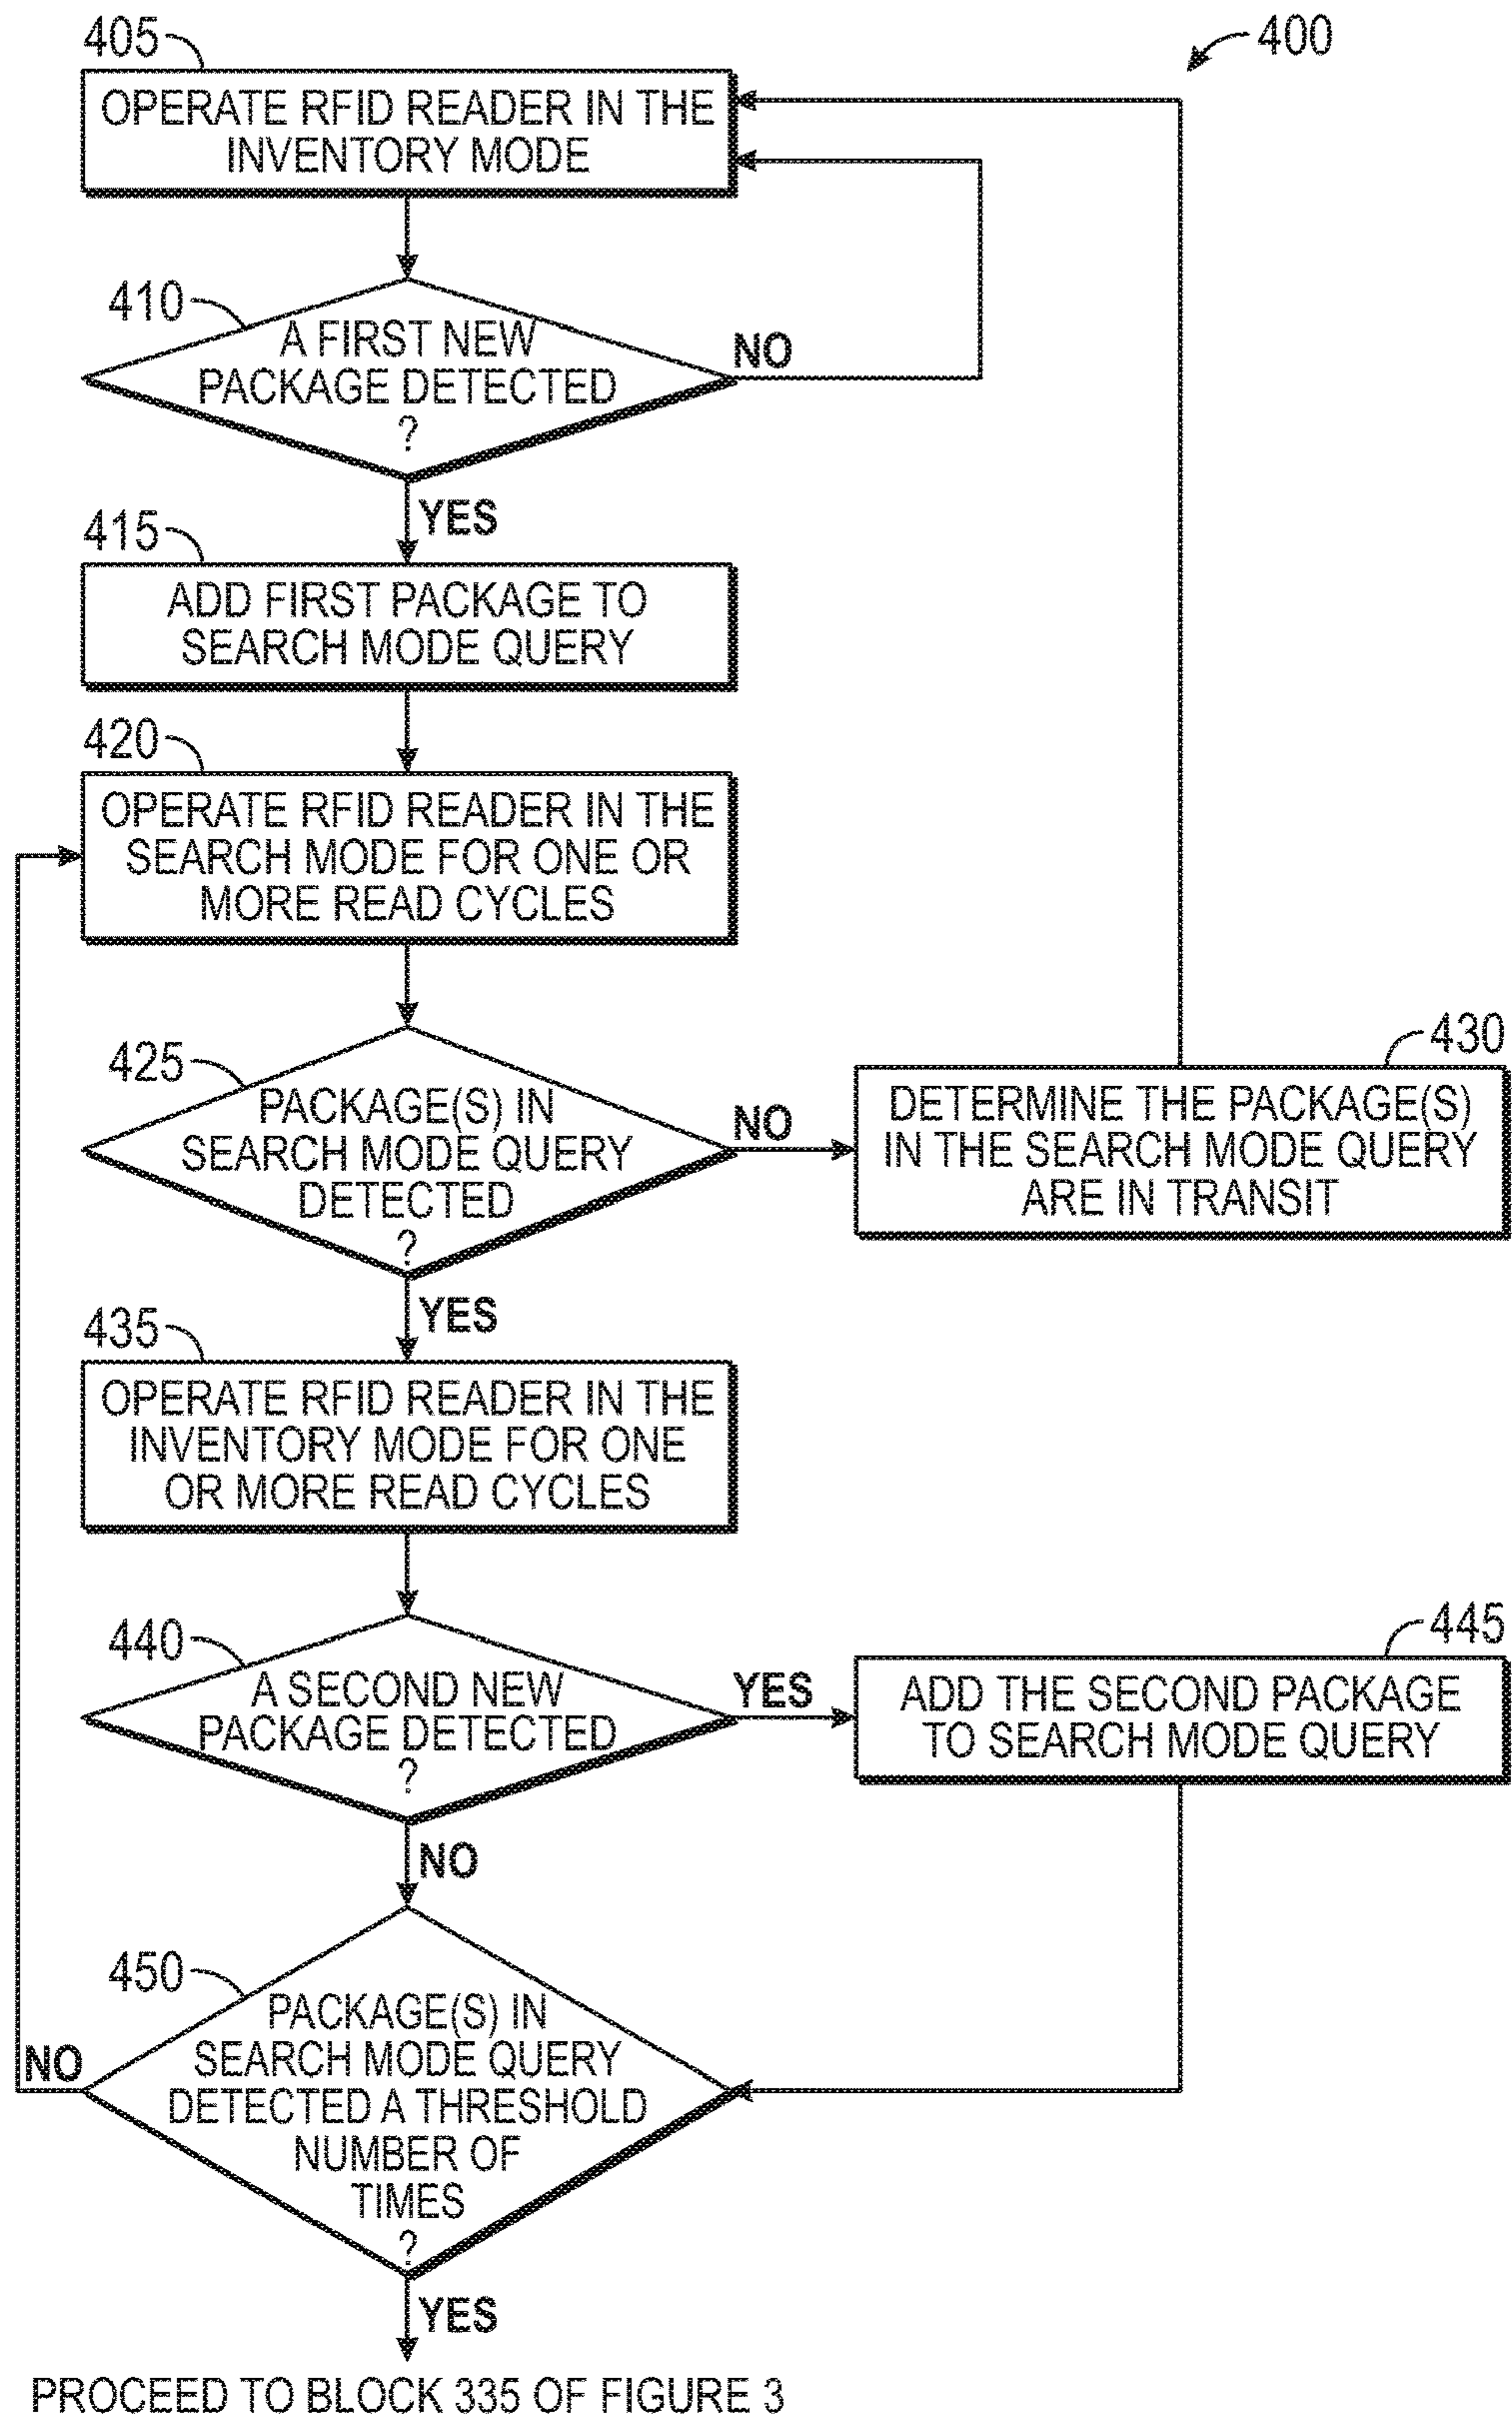 405
400
OPERATE RFID READER IN THE
INVENTORY MODE
410
A FIRST NEW
PACKAGE DETECTED
?
NO
YES
415
ADD FIRST PACKAGE TO
SEARCH MODE QUERY
420
OPERATE RFID READER IN THE
SEARCH MODE FOR ONE OR
MORE READ CYCLES
425
PACKAGE(S) IN
SEARCH MODE QUERY
DETECTED
?
NO
430
DETERMINE THE PACKAGE(S)
IN THE SEARCH MODE QUERY
ARE IN TRANSIT
YES
435
OPERATE RFID READER IN THE
INVENTORY MODE FOR ONE
OR MORE READ CYCLES
440
A SECOND NEW
PACKAGE DETECTED
?
YES
445
ADD THE SECOND PACKAGE
TO SEARCH MODE QUERY
NO
450
PACKAGE(S) IN
SEARCH MODE QUERY
DETECTED A THRESHOLD
NUMBER OF
TIMES
?
NO
YES
PROCEED TO BLOCK 335 OF FIGURE 3